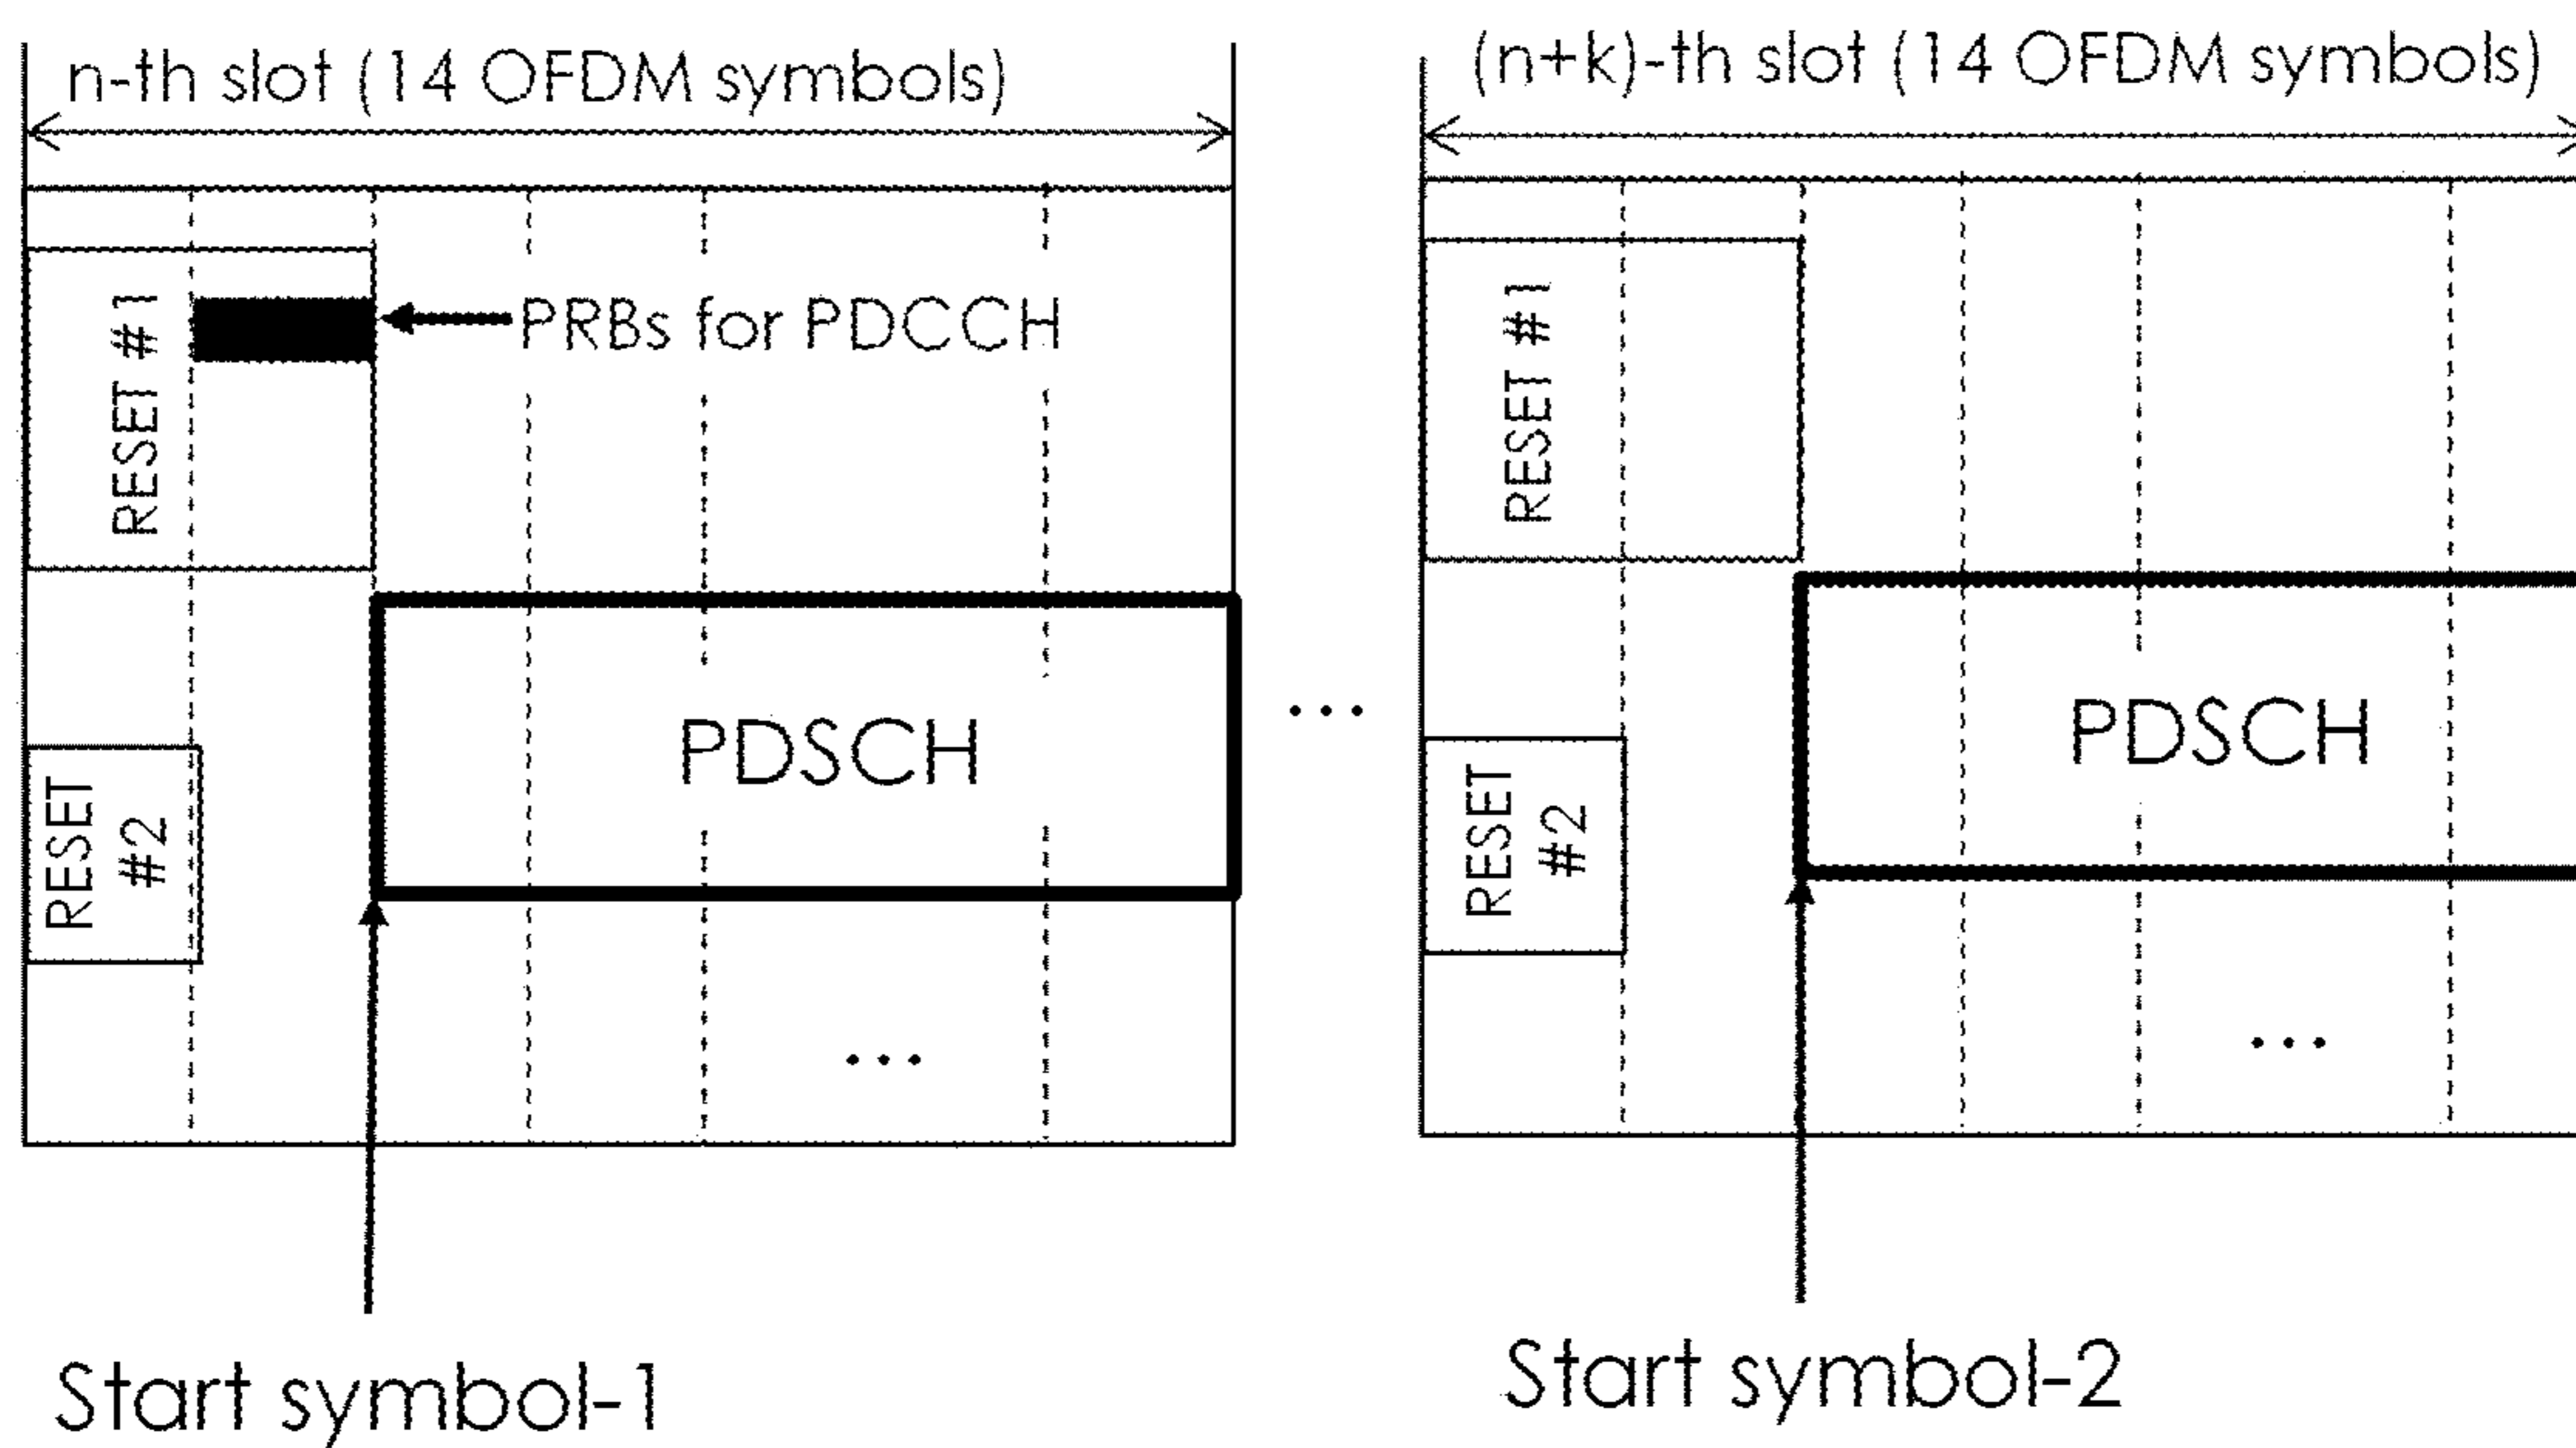 n-th slot (14 OFDM symbols)
(n+k)-th slot (14 OFDM symbols)
RESET #1
PRBs for PDCCH
RESET #1
PDSCH
...
PDSCH
RESET
#2
RESET
#2
...
...
Start symbol-1
Start symbol-2